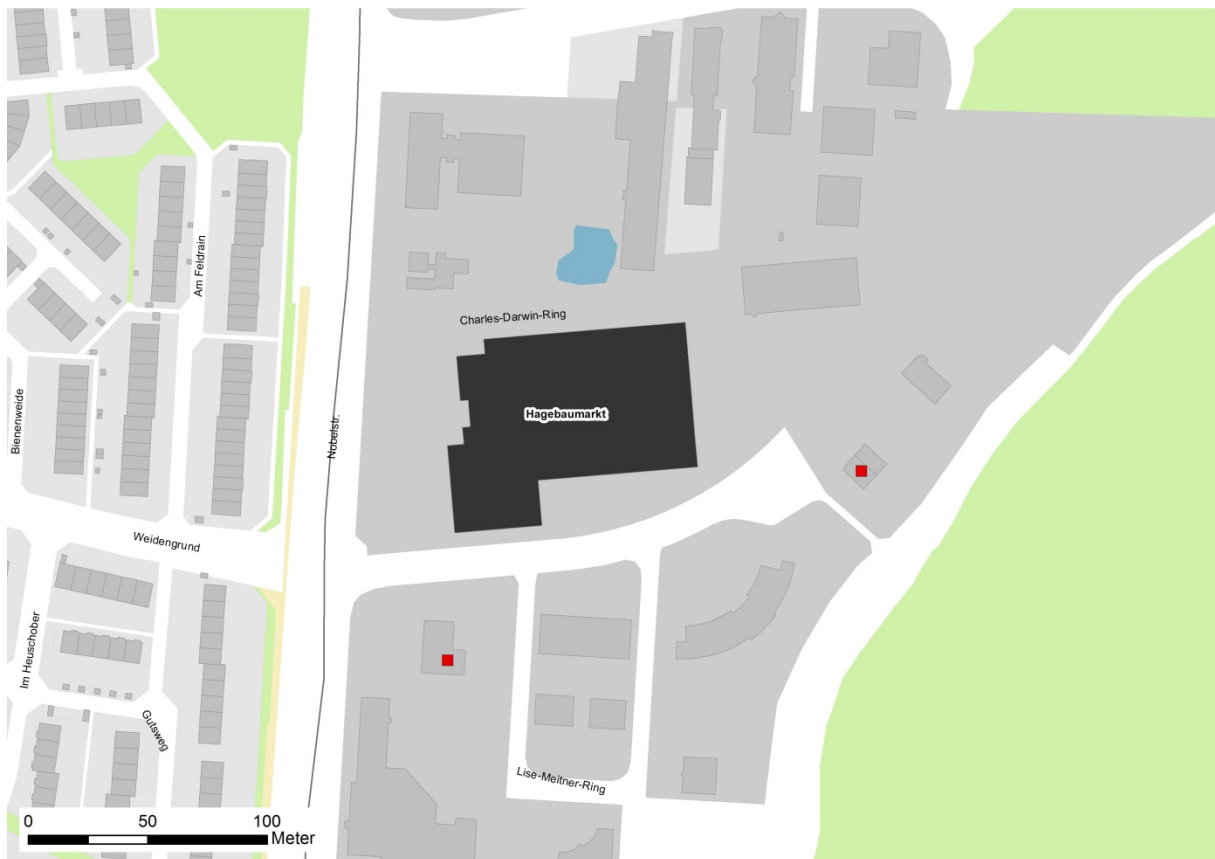 Am Feldrain
Charles-Darwin-Ring
Bienenweide
Nobelstr.
Hagebaumarkt
Weidengrund
Im Heuschober
Gutsweg
Lise-Meitner-Ring
0 50 100
Meter